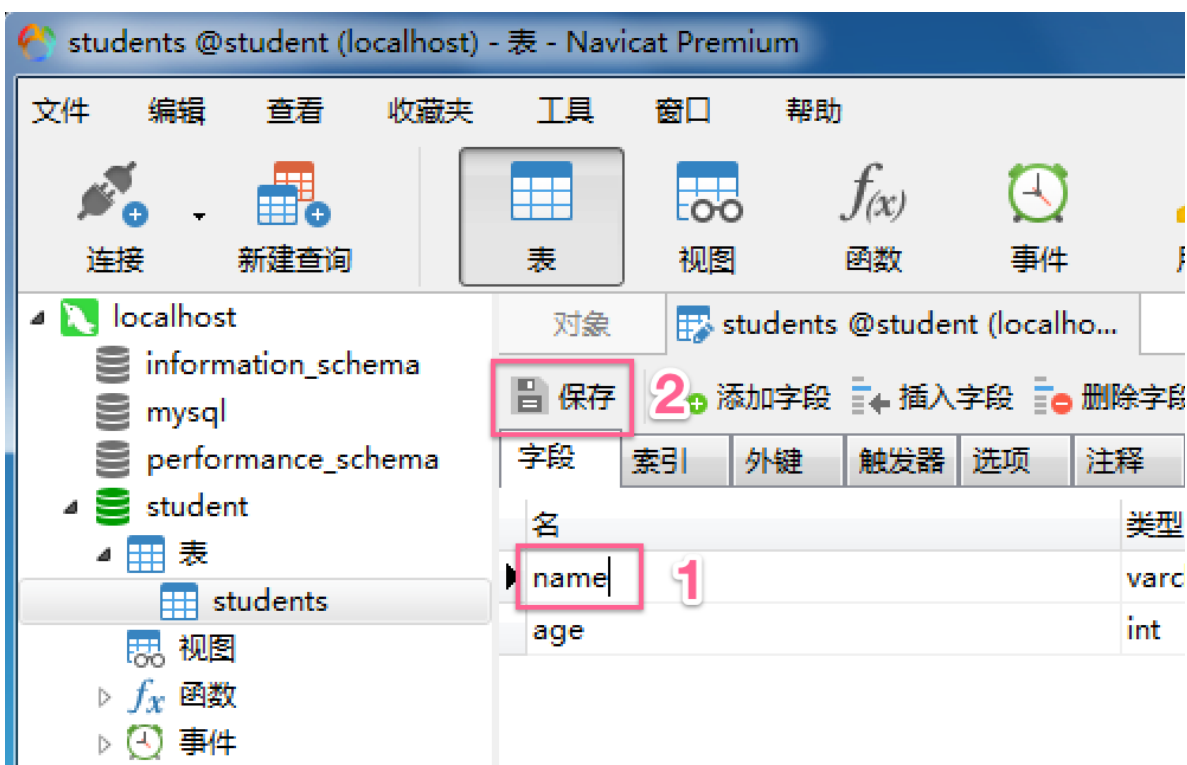 students @student (localhost) - 表 - Navicat Premium
文件 编辑 查看 收藏夹 工具 窗口 帮助
f(x)
连接 新建查询 表 视图 函数 事件
localhost
information_schema
mysql
performance_schema
student
表
students
视图
fx 函数
事件
对象 students @student (localho...
保存 2 添加字段 插入字段 删除字段
字段 索引 外键 触发器 选项 注释
名 类型
name 1 varc
age int